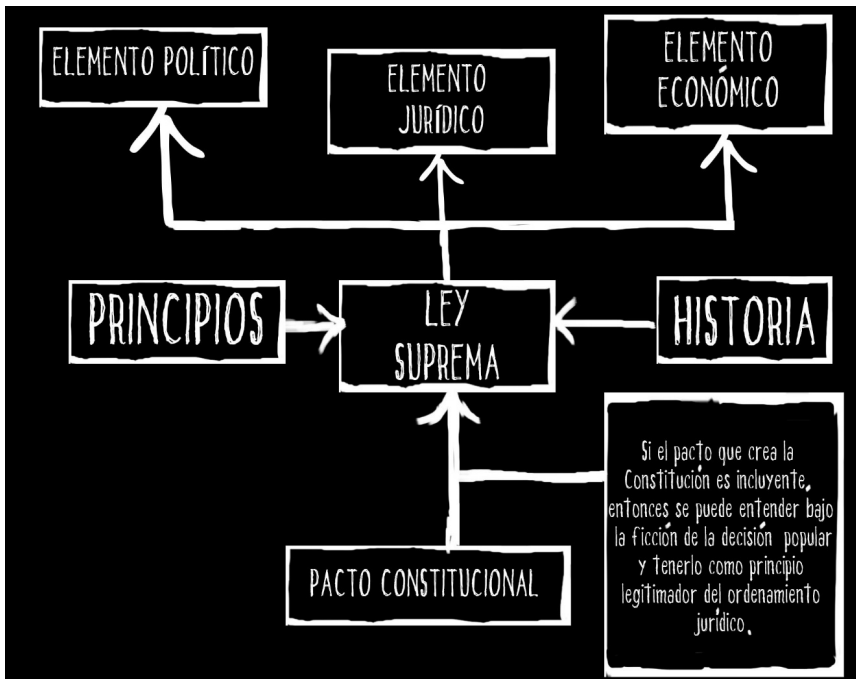 ELEMENTO POLÍTICO
ELEMENTO
JURÍDICO
ELEMENTO
ECONÓMICO
PRINCIPIOS
LEY
SUPREMA
HISTORIA
PACTO CONSTITUCIONAL
Si el pacto que crea la
Constitución es incluyente,
entonces se puede entender bajo
la ficción de la decisión popular
y tenerlo como principio
legitimador del ordenamiento
jurídico.